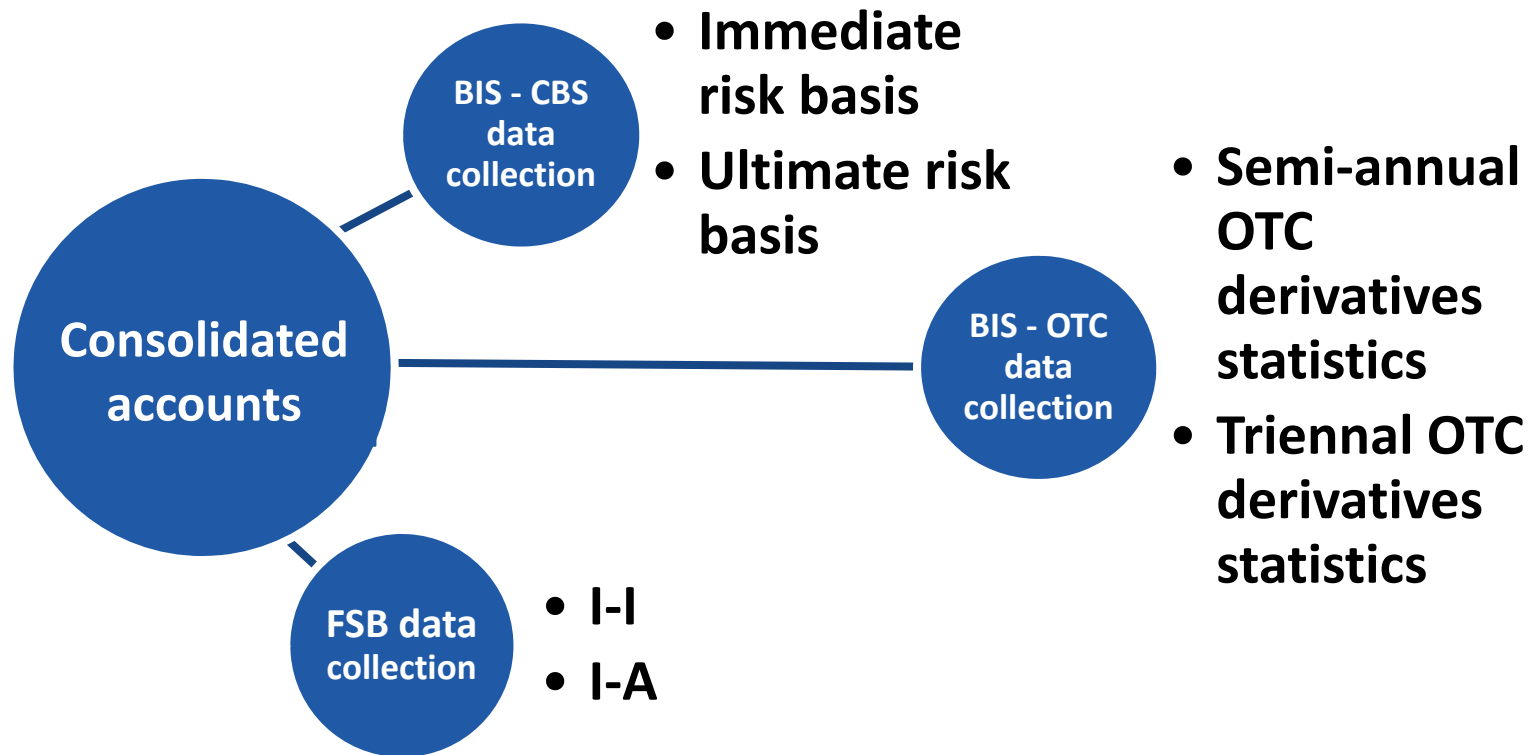 Consolidated
accounts
BIS - CBS
data
collection
• Immediate
risk basis
• Ultimate risk
basis
BIS - OTC
data
collection
• Semi-annual
OTC
derivatives
statistics
• Triennal OTC
derivatives
statistics
FSB data
collection
• I-I
• I-A